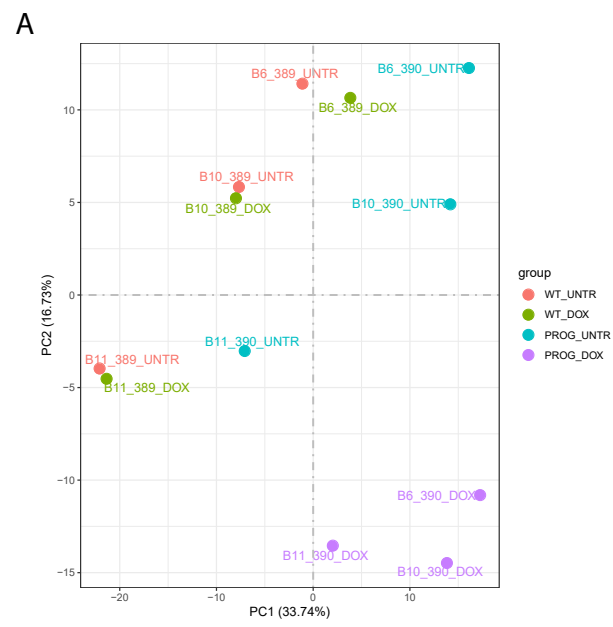 A
B6_389_UNTR
B6_390_UNTR
B6_389_DOX
B10_389_UNTR
B10_389_DOX
B10_390_UNTR
B11_390_UNTR
B11_389_UNTR
B11_389_DOX
B6_390_DOX
B11_390_DOX
B10_390_DOX
10
5
0
−5
−10
−15
PC2 (16.73%)
−20
−10
0
10
PC1 (33.74%)
group
WT_UNTR
WT_DOX
PROG_UNTR
PROG_DOX